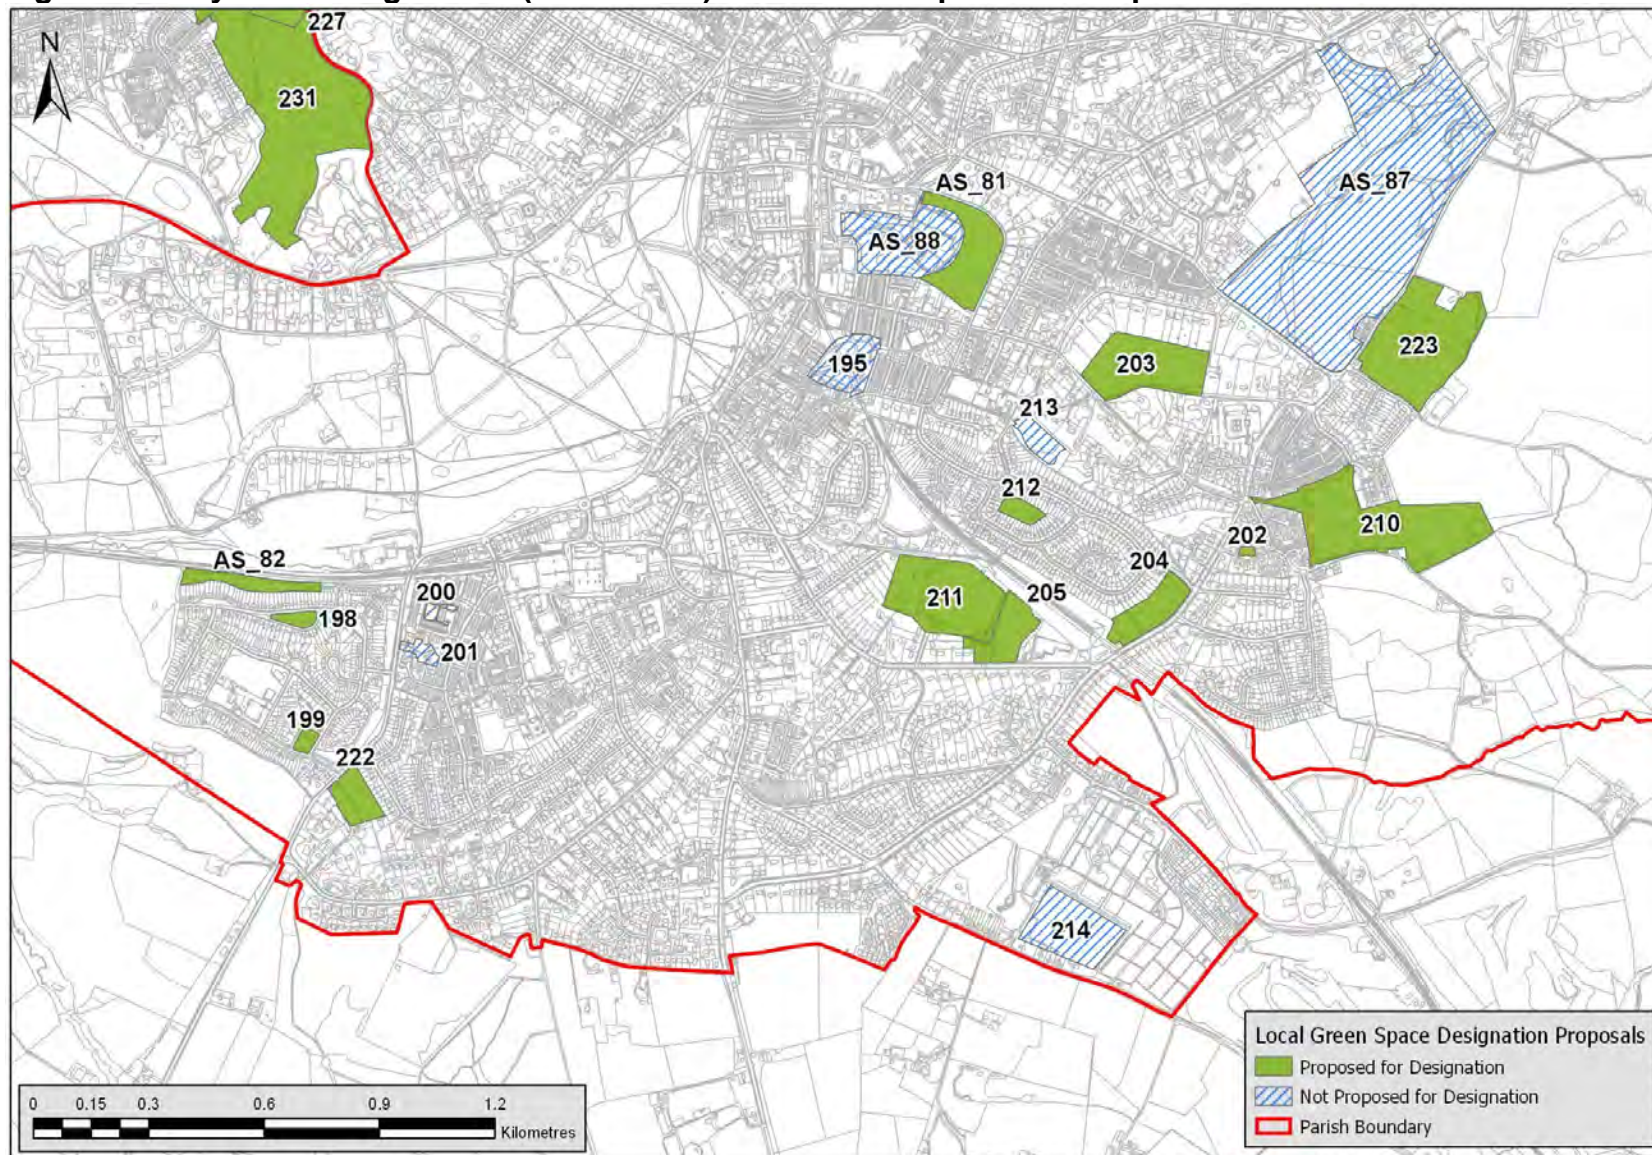 227
N
231
AS_81
AS_87
AS_88
195
203
223
213
212
202
210
204
AS_82
200
211
205
198
201
199
222
214
Local Green Space Designation Proposals
Proposed for Designation
Not Proposed for Designation
Parish Boundary
0 0.15 0.3 0.6 0.9 1.2
Kilometres